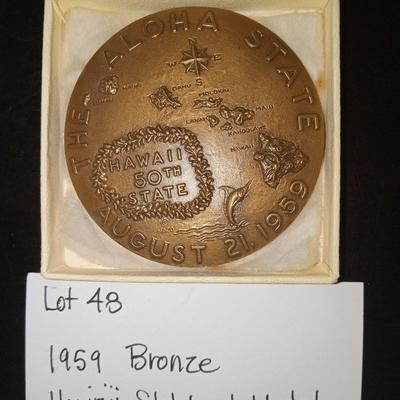 THE ALOHA STATE
N
W E
S
KAUAI
OAHU
MOLOKAI
LANAI
MAUI
KAHOOLAWE
HAWAII
HAWAII
50TH
STATE
AUGUST 21, 1959
Lot 48
1959 Bronze